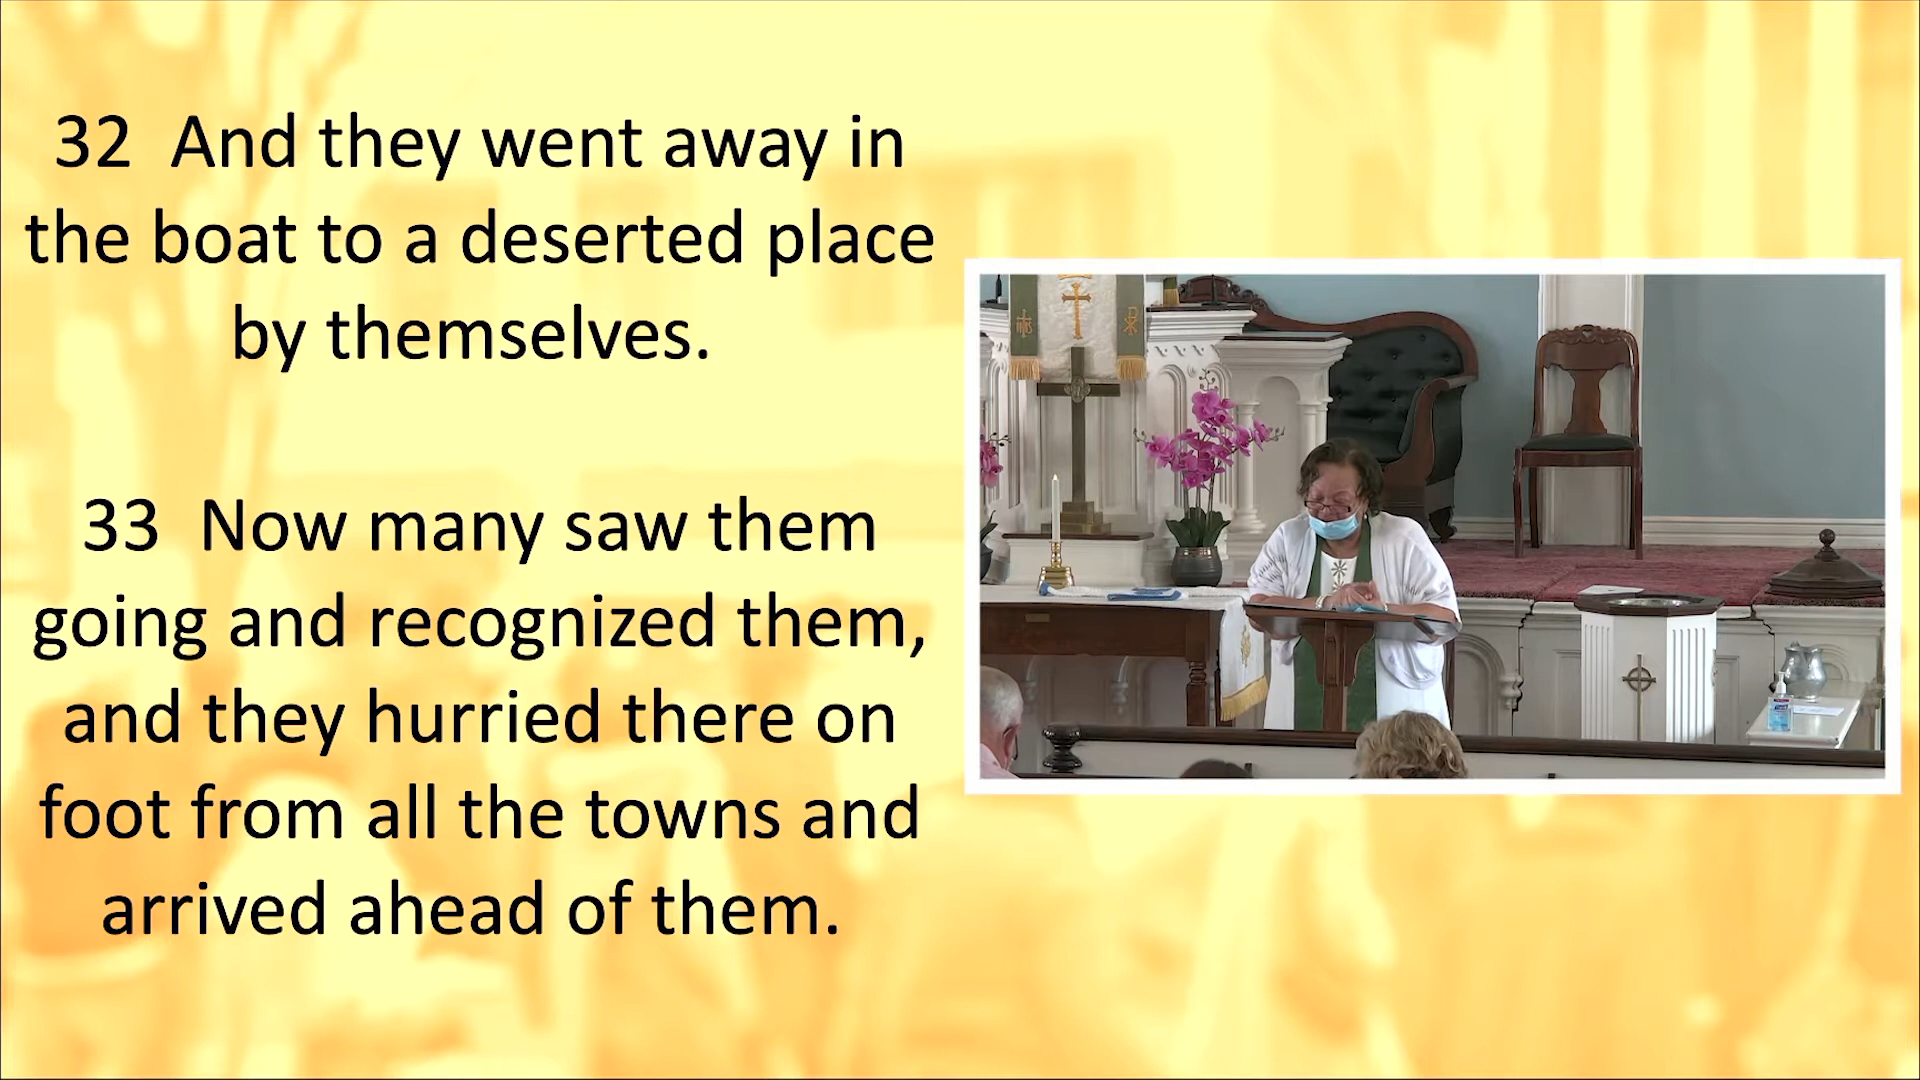 32 And they went away in
the boat to a deserted place
by themselves.
33 Now many saw them
going and recognized them,
and they hurried there on
foot from all the towns and
arrived ahead of them.